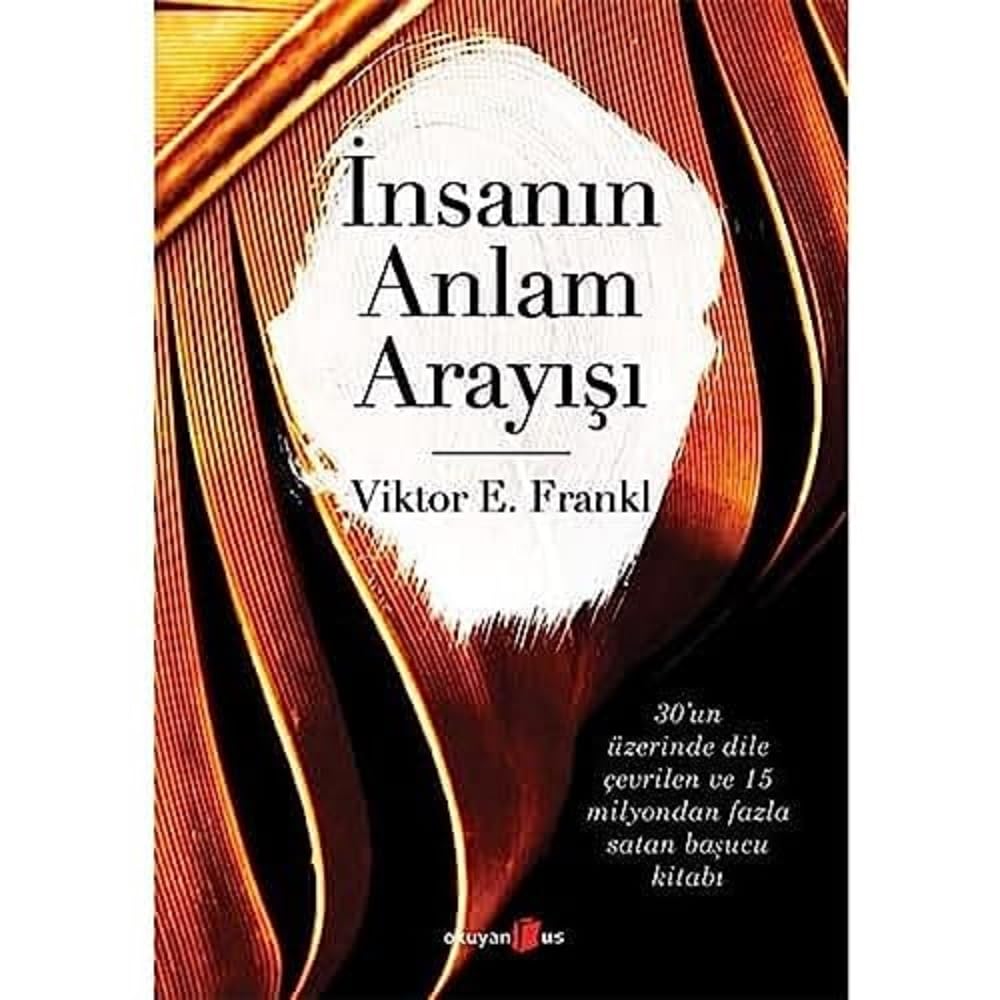 İnsanın
Anlam
Arayışı
Viktor E. Frankl
30'un
üzerinde dile
çevrilen ve 15
milyondan fazla
satan başucu
kitabı
okuyan us